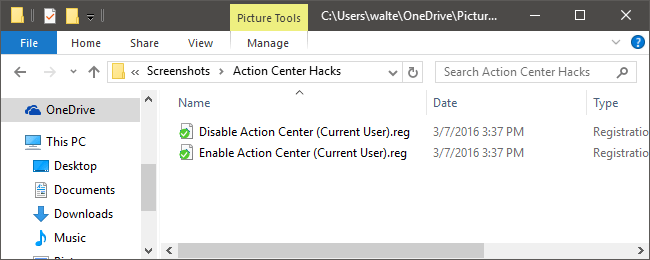 Picture Tools
C:\Users\walte\OneDrive\Pictur...
File
Home
Share
View
Manage
Screenshots
Action Center Hacks
Search Action Center Hacks
OneDrive
This PC
Desktop
Documents
Downloads
Music
Name
Date
Type
Disable Action Center (Current User).reg
3/7/2016 3:37 PM
Registratio
Enable Action Center (Current User).reg
3/7/2016 3:37 PM
Registratio